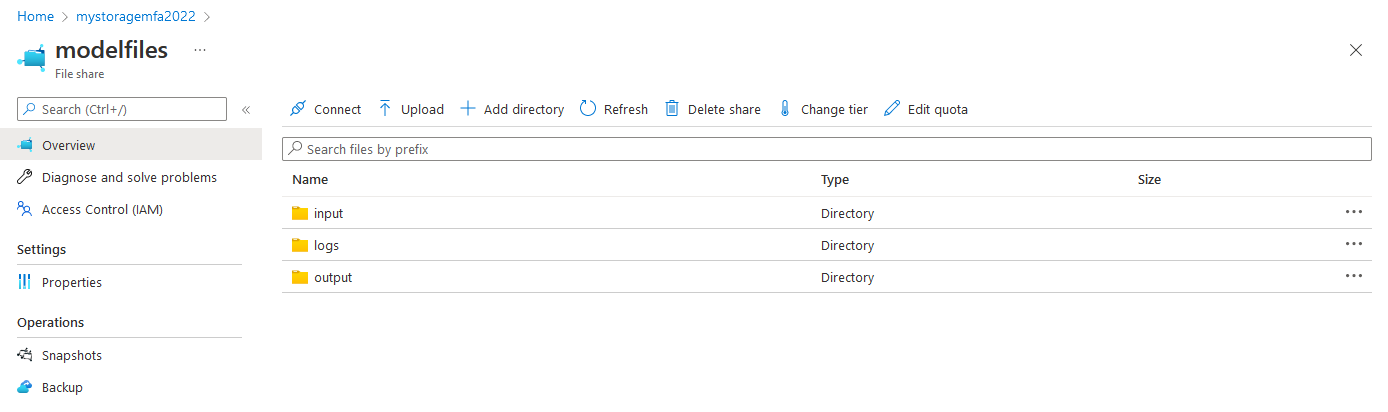 Home > mystoragemfa2022 >
modelfiles ...
File share
Search (Ctrl+/) «
Overview
Diagnose and solve problems
Access Control (IAM)
Settings
Properties
Operations
Snapshots
Backup
Connect Upload Add directory Refresh Delete share Change tier Edit quota
Search files by prefix
Name Type Size
input Directory ...
logs Directory ...
output Directory ...